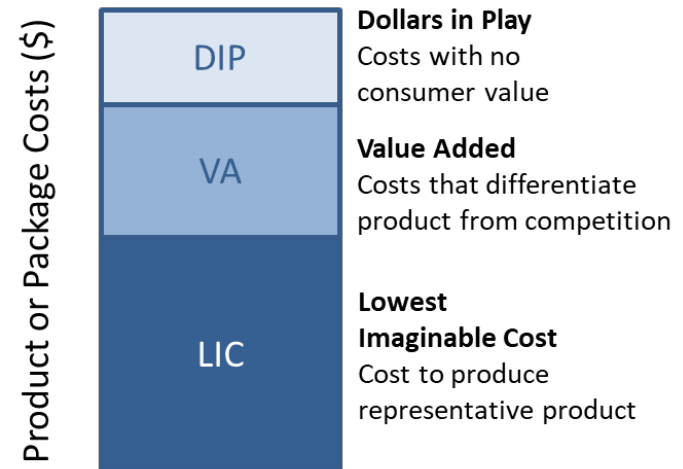 Product or Package Costs ($)
DIP
Dollars in Play
Costs with no
consumer value
VA
Value Added
Costs that differentiate
product from competition
LIC
Lowest
Imaginable Cost
Cost to produce
representative product